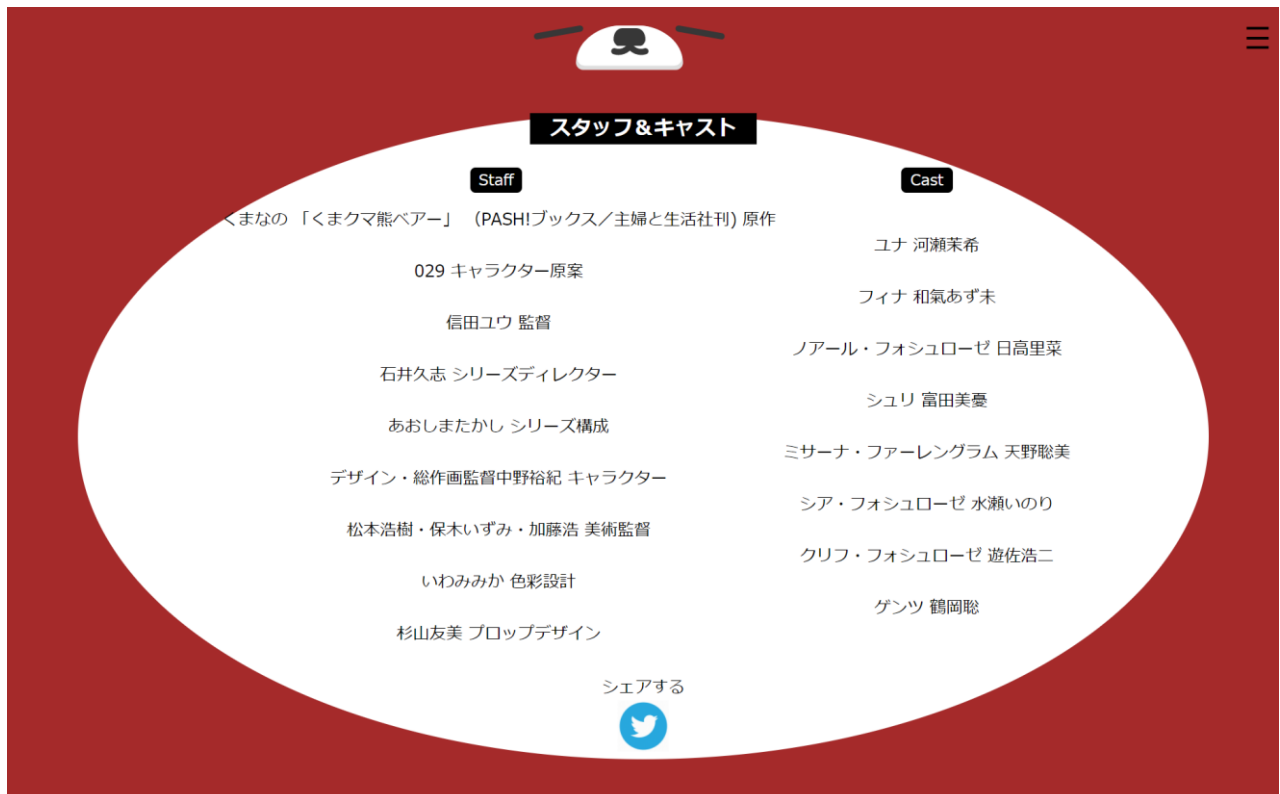 スタッフ&キャスト
Staff
くまなの 「くまクマ熊ベアー」 （PASH!ブックス／主婦と生活社刊) 原作
029 キャラクター原案
信田ユウ 監督
石井久志 シリーズディレクター
あおしまたかし シリーズ構成
デザイン・総作画監督中野裕紀 キャラクター
松本浩樹・保木いずみ・加藤浩 美術監督
いわみみか 色彩設計
杉山友美 プロップデザイン
Cast
ユナ 河瀬茉希
フィナ 和氣あず未
ノアール・フォシュローゼ 日高里菜
シュリ 富田美憂
ミサーナ・ファーレングラム 天野聡美
シア・フォシュローゼ 水瀬いのり
クリフ・フォシュローゼ 遊佐浩二
ゲンツ 鶴岡聡
シェアする